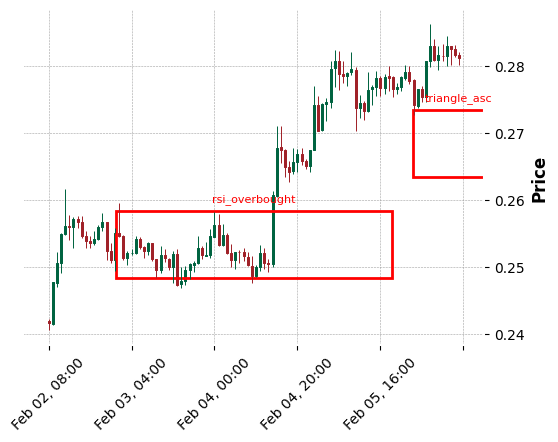 0.28
triangle_asc
0.27
Price
rsi_overbought
0.26
0.25
0.24
Feb 02, 08:00
Feb 03, 04:00
Feb 04, 00:00
Feb 04, 20:00
Feb 05, 16:00